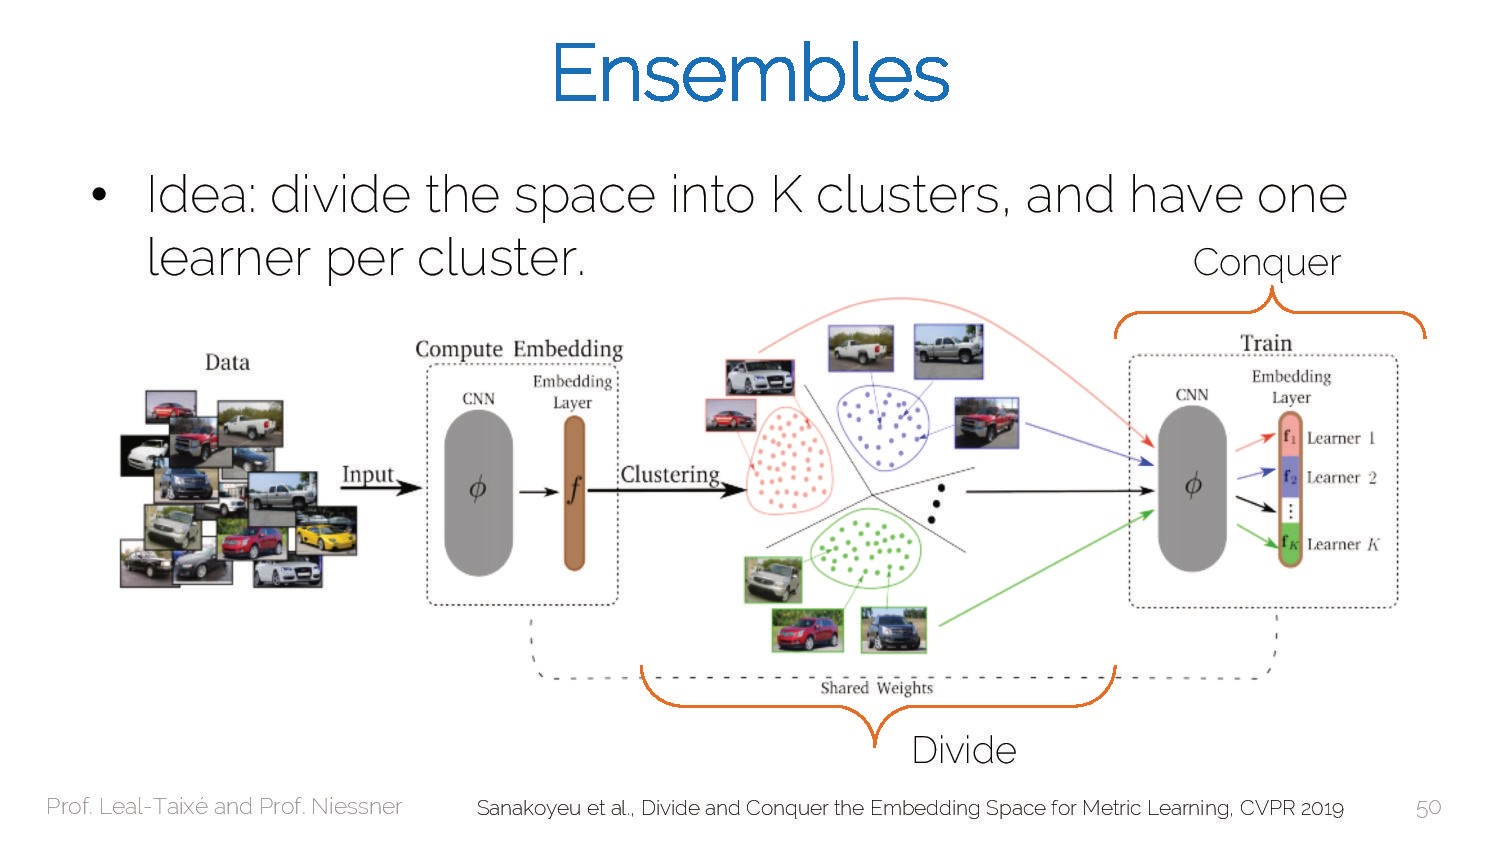 Ensembles
• Idea: divide the space into K clusters, and have one
learner per cluster.
Conquer
Data
Compute Embedding
CNN
Embedding
Layer
ϕ
f
Input
Clustering
Train
CNN
Embedding
Layer
ϕ
f1 Learner 1
f2 Learner 2
⋮
fK Learner K
Shared Weights
Divide
Prof. Leal-Taixé and Prof. Niessner
Sanakoyeu et al., Divide and Conquer the Embedding Space for Metric Learning, CVPR 2019
50